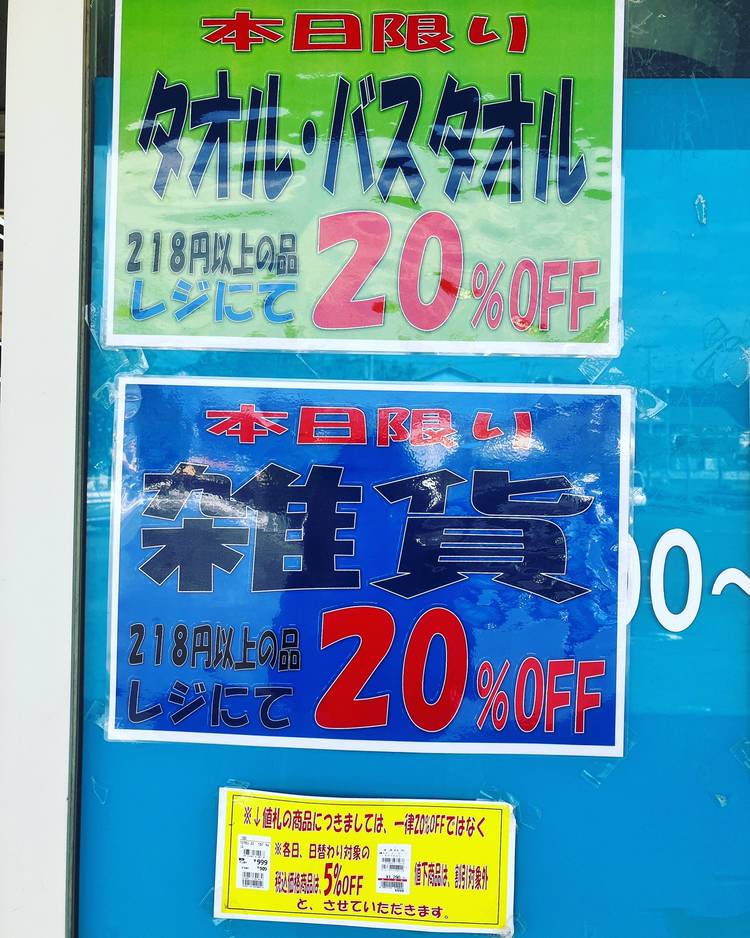 本日限り
タオル・バスタオル
218円以上の品
レジにて
20%OFF
本日限り
雑貨
218円以上の品
レジにて
20%OFF
00~
※↓値札の商品につきましては、一律20%OFFではなく
※各日、日替わり対象の
税込価格商品は、5%OFF
値下商品は、割引対象外
と、させていただきます。
¥999